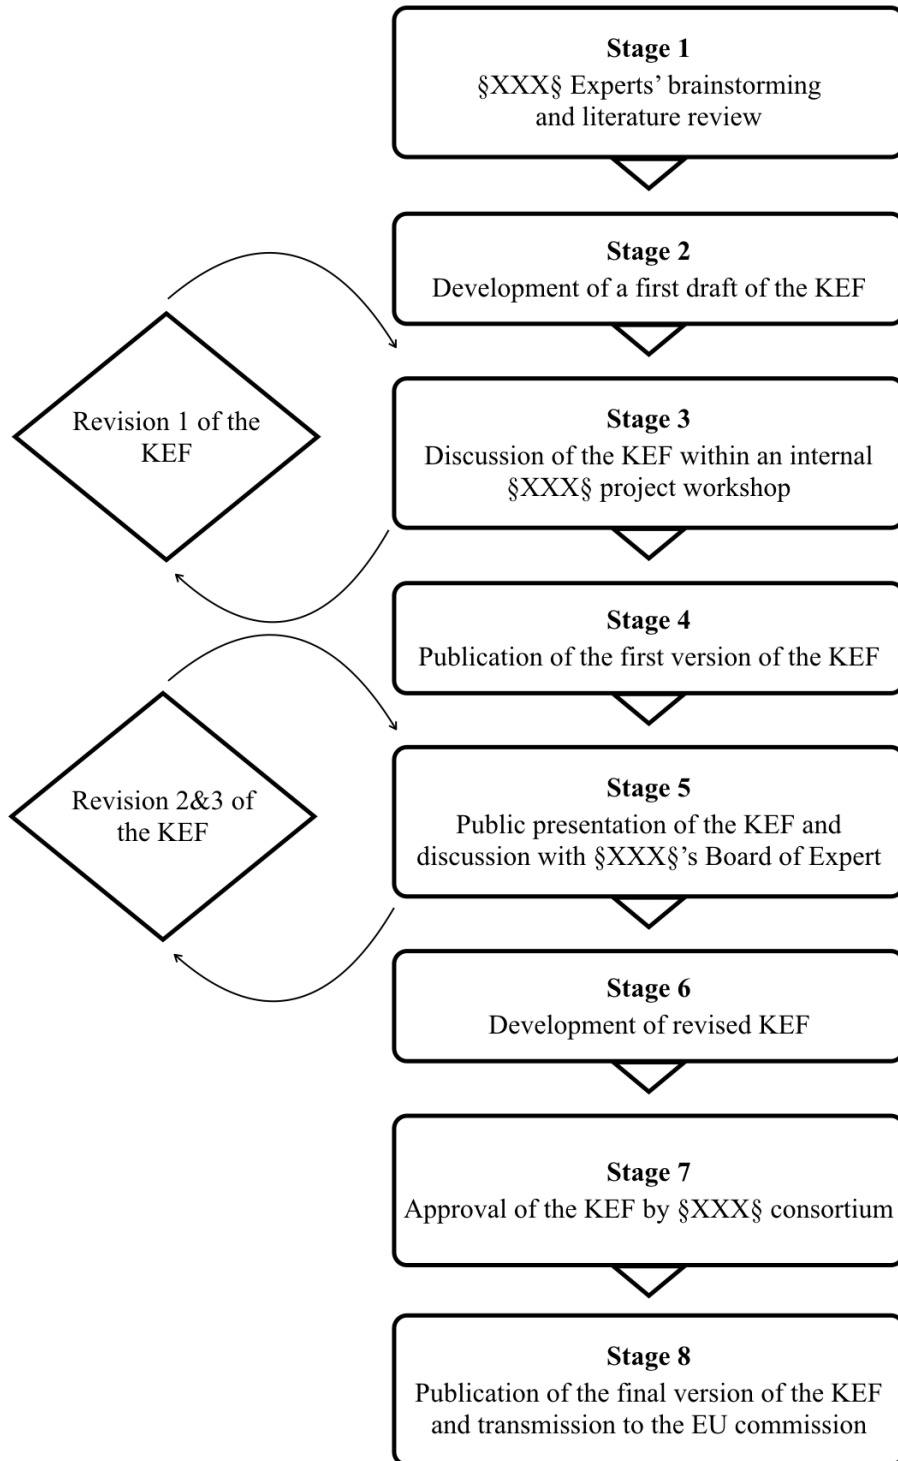 Stage 1
§XXX§ Experts’ brainstorming
and literature review
Stage 2
Development of a first draft of the KEF
Revision 1 of the
KEF
Stage 3
Discussion of the KEF within an internal
§XXX§ project workshop
Stage 4
Publication of the first version of the KEF
Revision 2&3 of
the KEF
Stage 5
Public presentation of the KEF and
discussion with §XXX§’s Board of Expert
Stage 6
Development of revised KEF
Stage 7
Approval of the KEF by §XXX§ consortium
Stage 8
Publication of the final version of the KEF
and transmission to the EU commission